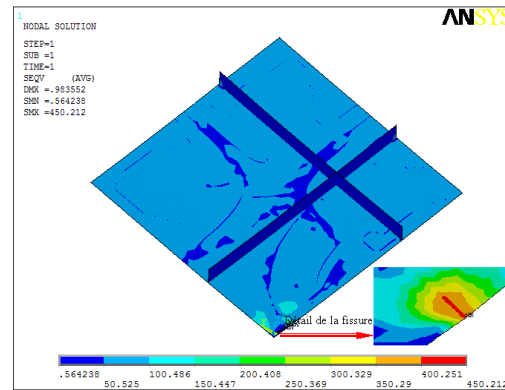 1
ANSYS
NODAL SOLUTION
STEP=1
SUB =1
TIME=1
SEQV (AVG)
DMX =.983552
SMN =.564238
SMX =450.212
Détail de la fissure
.564238 100.486 200.408 300.329 400.251
50.525 150.447 250.369 350.29 450.212